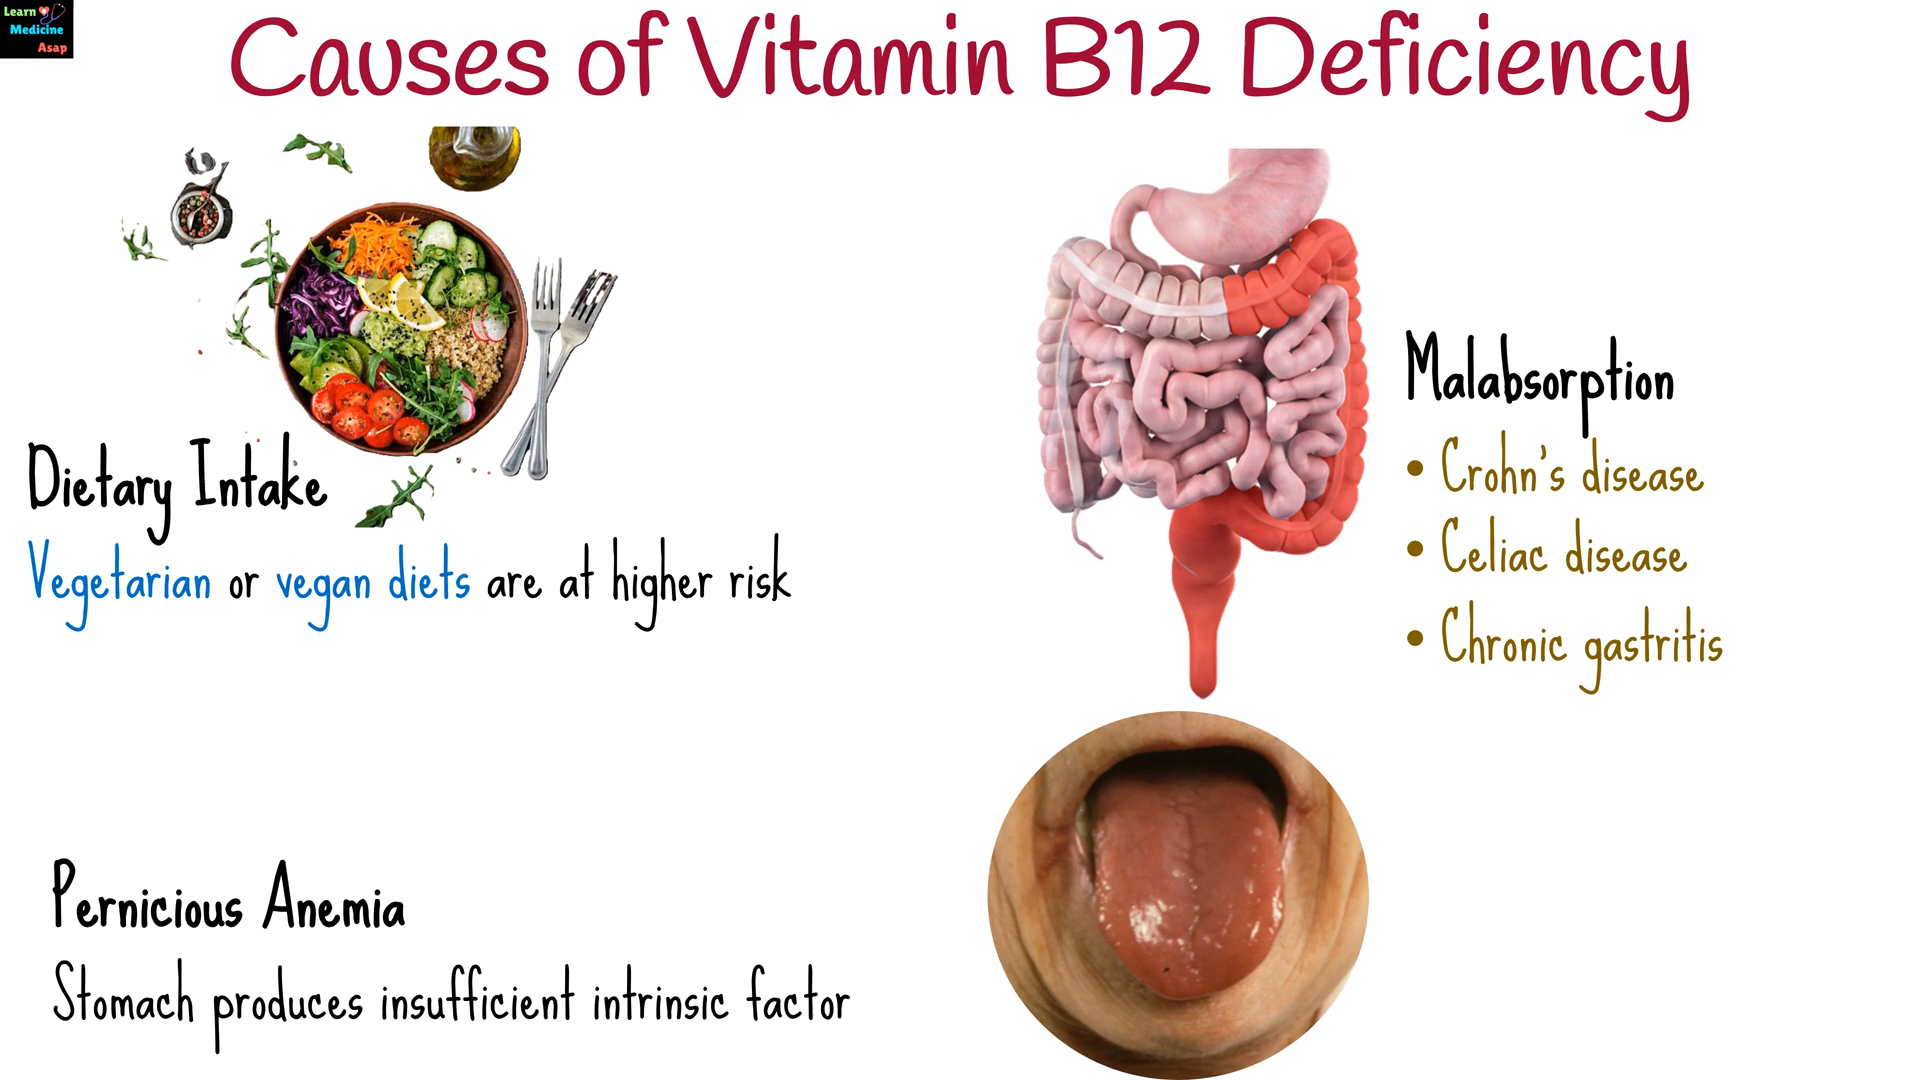 Learn
Medicine
Asap
Causes of Vitamin B12 Deficiency
Dietary Intake
Vegetarian or vegan diets are at higher risk
Malabsorption
• Crohn's disease
• Celiac disease
• Chronic gastritis
Pernicious Anemia
Stomach produces insufficient intrinsic factor